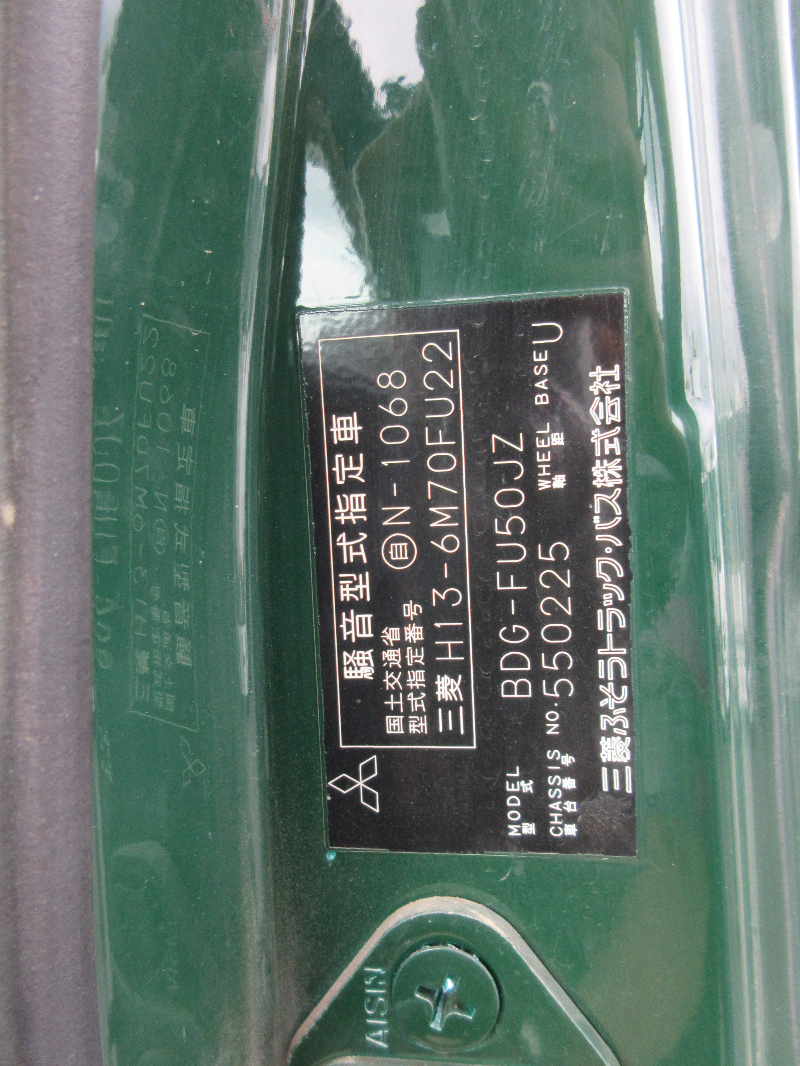 騒音型式指定車
国土交通省
型式指定番号 自N-1068
三菱 H13-6M70FU22
MODEL
型式 BDG-FU50JZ
CHASSIS NO. 550225 WHEEL BASE U
車台番号 軸距
三菱ふそうトラック・バス株式会社
AISIN